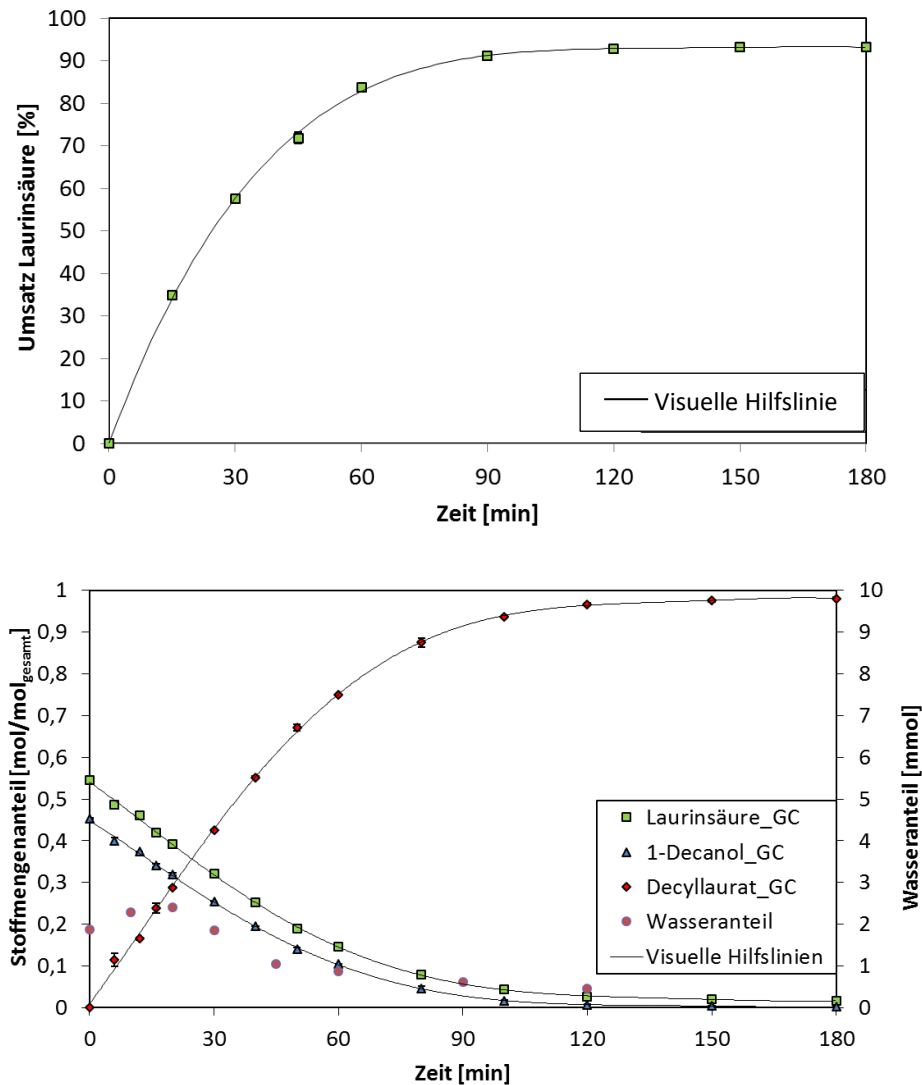 Umsatz Laurinsäure [%]
100
90
80
70
60
50
40
30
20
10
0
0 30 60 90 120 150 180
Zeit [min]
Visuelle Hilfslinie
Stoffmengenanteil [mol/mol gesamt]
1
0,9
0,8
0,7
0,6
0,5
0,4
0,3
0,2
0,1
0
10
9
8
7
6
5
4
3
2
1
0
Wasseranteil [mmol]
Laurinsäure_GC
1-Decanol_GC
Decyllaurat_GC
Wasseranteil
Visuelle Hilfslinien
0 30 60 90 120 150 180
Zeit [min]